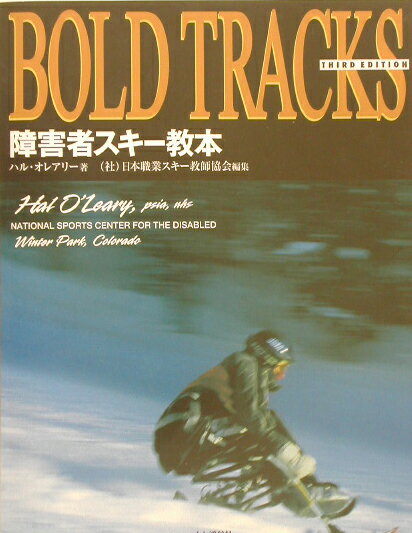 BOLD TRACKS
THIRD EDITION
障害者スキー教本
ハル・オレアリー著 (社)日本職業スキー教師協会編集
Hal O'Leary, psia, nhs
NATIONAL SPORTS CENTER FOR THE DISABLED
Winter Park, Colorado